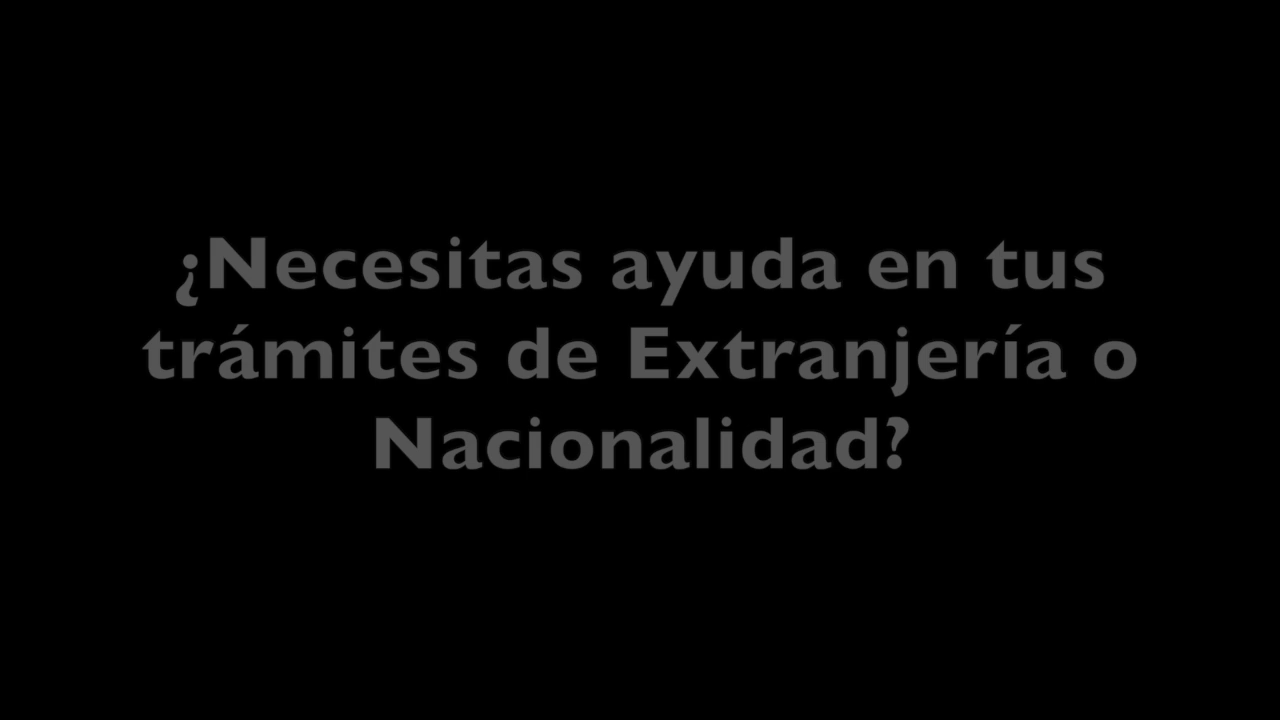 ¿Necesitas ayuda en tus
trámites de Extranjería o
Nacionalidad?